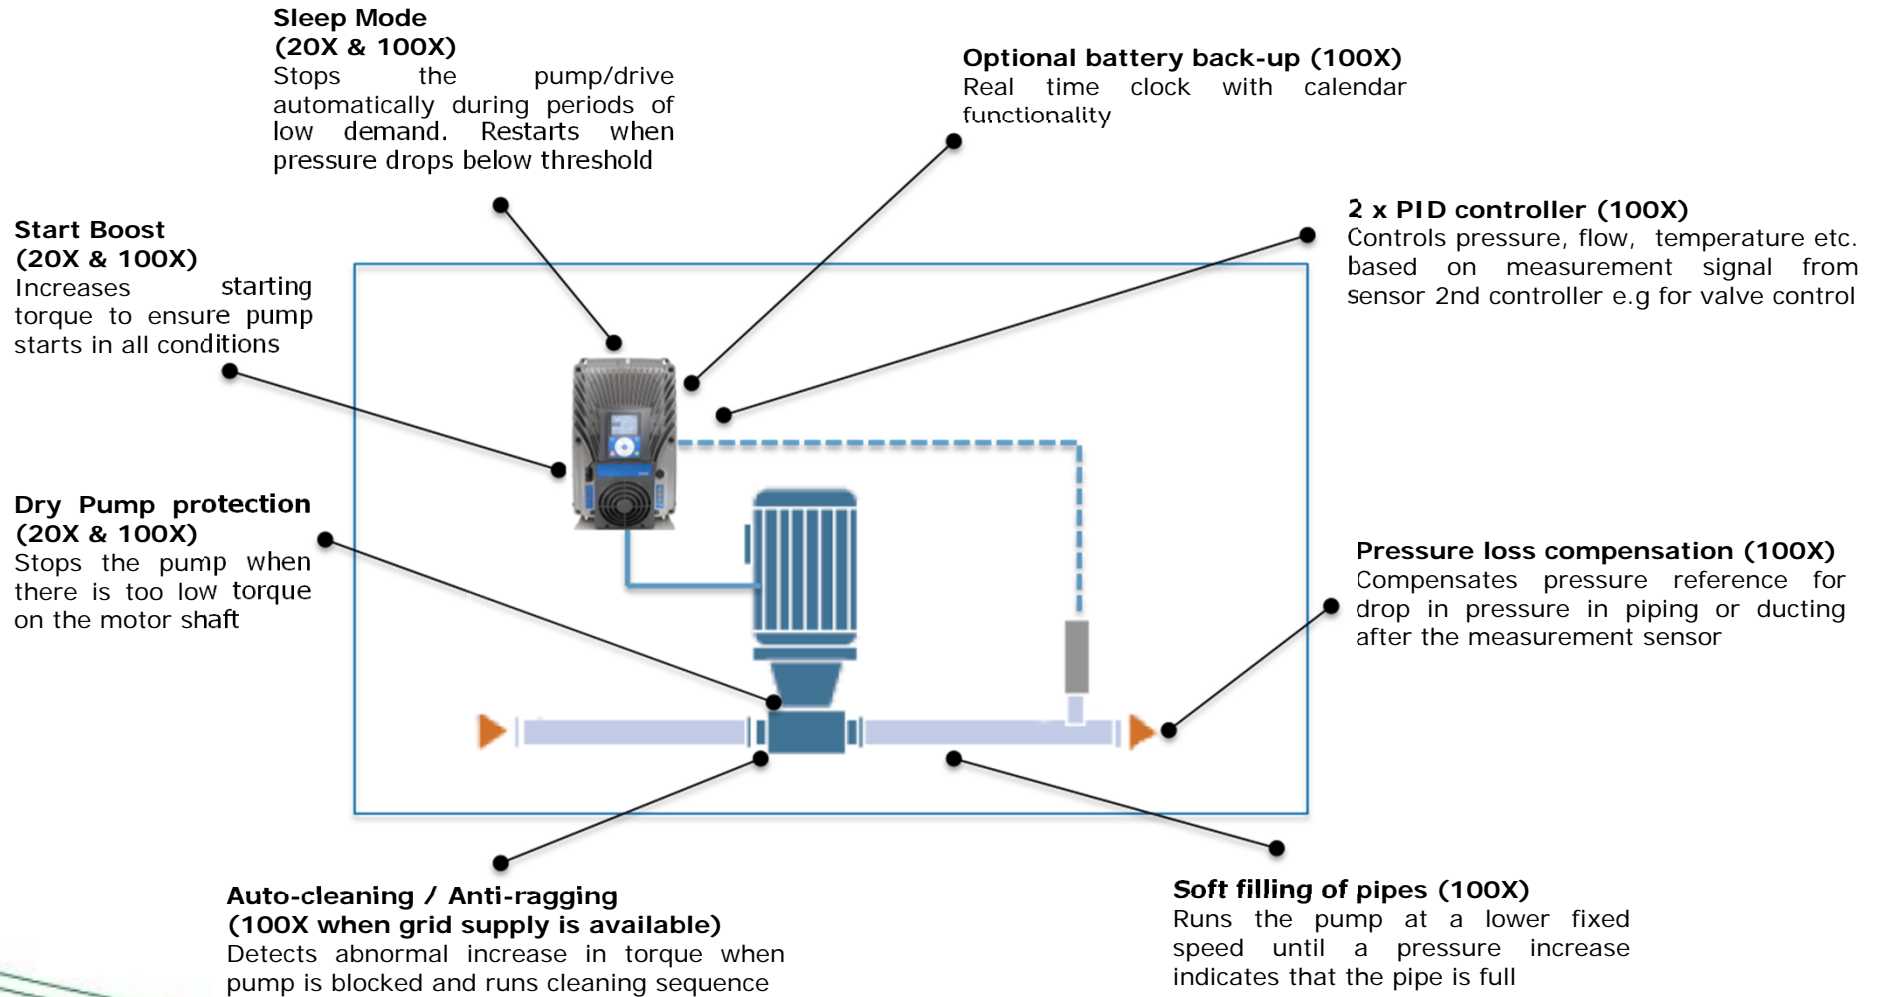 Sleep Mode
(20X & 100X)
Stops the pump/drive
automatically during periods of
low demand. Restarts when
pressure drops below threshold
Optional battery back-up (100X)
Real time clock with calendar
functionality
2 x PID controller (100X)
Controls pressure, flow, temperature etc.
based on measurement signal from
sensor 2nd controller e.g for valve control
Start Boost
(20X & 100X)
Increases starting
torque to ensure pump
starts in all conditions
Dry Pump protection
(20X & 100X)
Stops the pump when
there is too low torque
on the motor shaft
Pressure loss compensation (100X)
Compensates pressure reference for
drop in pressure in piping or ducting
after the measurement sensor
Auto-cleaning / Anti-ragging
(100X when grid supply is available)
Detects abnormal increase in torque when
pump is blocked and runs cleaning sequence
Soft filling of pipes (100X)
Runs the pump at a lower fixed
speed until a pressure increase
indicates that the pipe is full